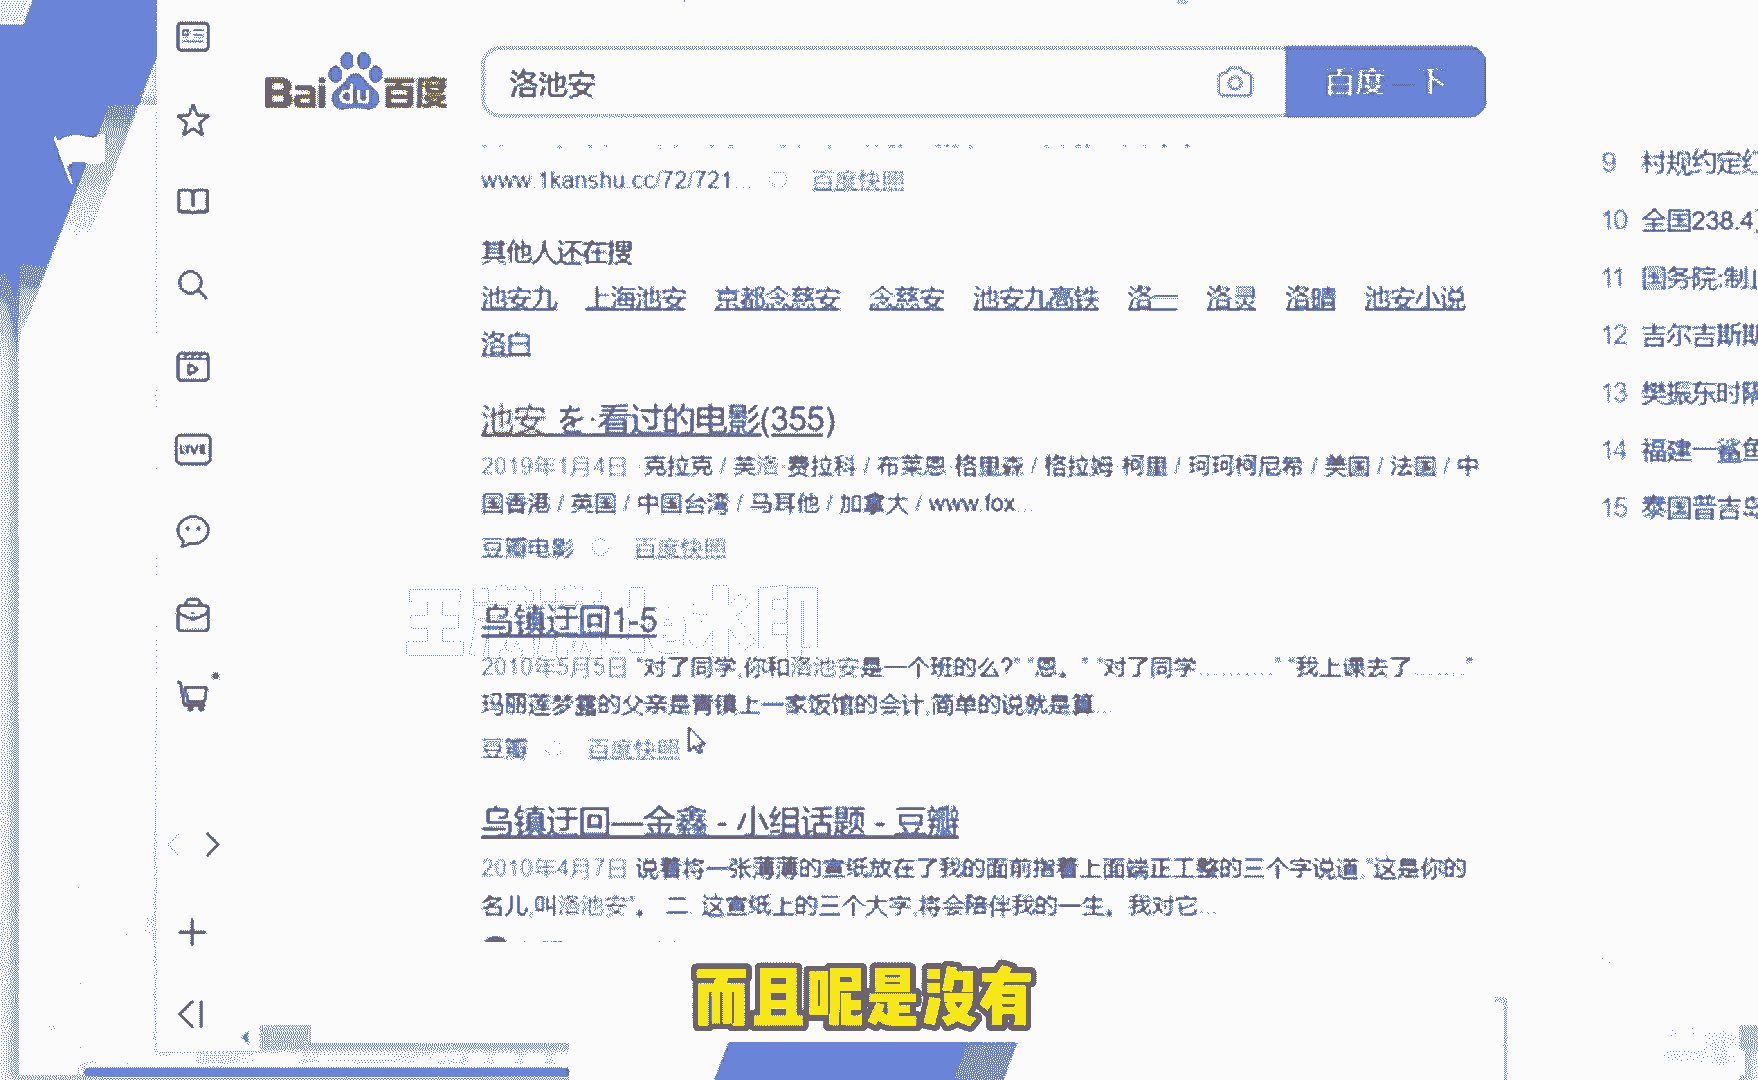 Baidu百度
洛池安
百度一下
www.1kanshu.cc/72/721... 百度快照
其他人还在搜
池安九 上海池安 京都念慈安 念慈安 池安九高铁 洛一 洛灵 洛晴 池安小说
洛白
池安 を·看过的电影(355)
2019年1月4日 克拉克 / 芙洛·费拉科 / 布莱恩·格里森 / 格拉姆·柯里 / 珂珂柯尼希 / 美国 / 法国 / 中
国香港 / 英国 / 中国台湾 / 马耳他 / 加拿大 / www.fox...
豆瓣电影 百度快照
乌镇迂回1-5
2010年5月5日 "对了同学,你和洛池安是一个班的么?" "恩。" "对了同学.........." "我上课去了........"
玛丽莲梦露的父亲是青镇上一家饭馆的会计,简单的说就是算...
豆瓣 百度快照
乌镇迂回—金鑫 - 小组话题 - 豆瓣
2010年4月7日 说着将一张薄薄的宣纸放在了我的面前指着上面端正工整的三个字说道,"这是你的
名儿,叫洛池安"。 二. 这宣纸上的三个大字,将会陪伴我的一生。我对它...
9 村规约定红
10 全国238.4
11 国务院:制止
12 吉尔吉斯斯
13 樊振东时隔
14 福建一鲨鱼
15 泰国普吉岛
LIVE
而且呢是没有